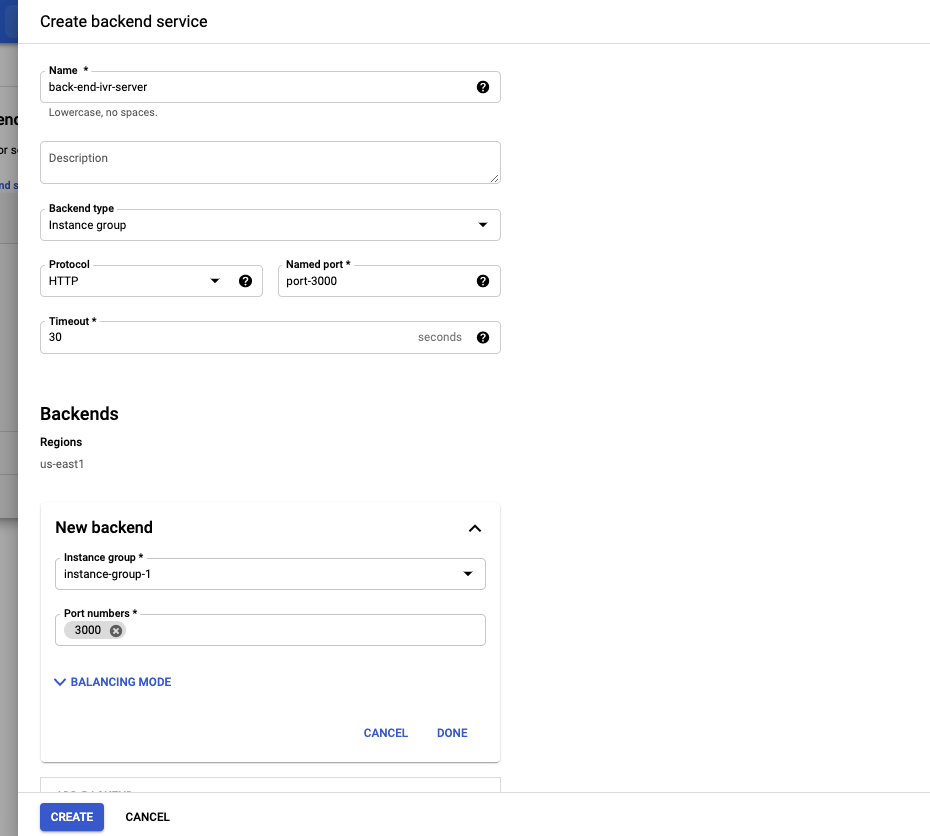 Create backend service
Name *
back-end-ivr-server
Lowercase, no spaces.
Description
Backend type
Instance group
Protocol
HTTP
Named port *
port-3000
Timeout *
30
seconds
Backends
Regions
us-east1
New backend
Instance group *
instance-group-1
Port numbers *
3000
BALANCING MODE
CANCEL
DONE
CREATE
CANCEL